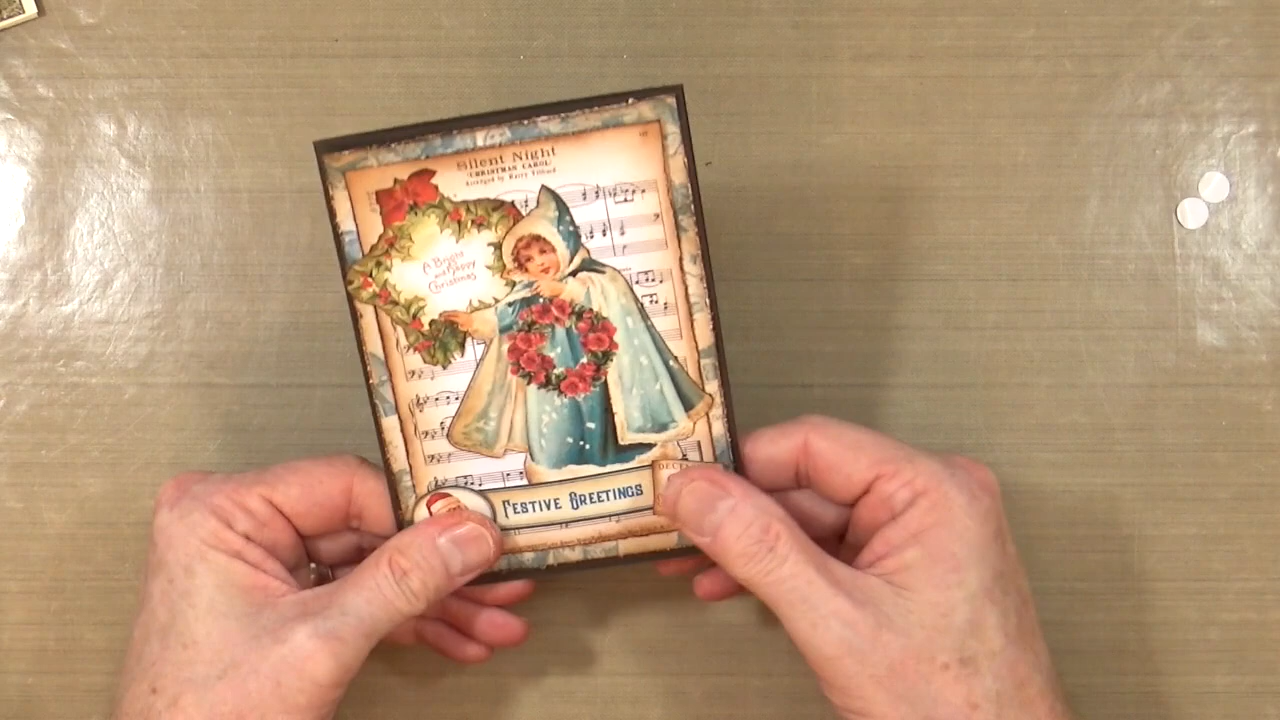 Silent Night
(CHRISTMAS CAROL)
A Bright
and Happy
Christmas
FESTIVE GREETINGS